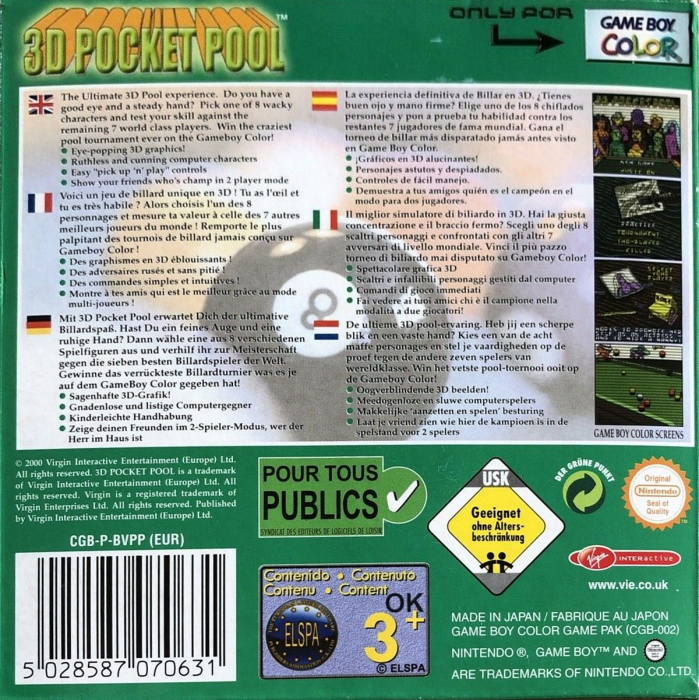 3D POCKET POOL™
ONLY POR
GAME BOY
COLOR
The Ultimate 3D Pool experience. Do you have a
good eye and a steady hand? Pick one of 8 wacky
characters and test your skill against the
remaining 7 world class players. Win the craziest
pool tournament ever on the Gameboy Color!
● Eye-popping 3D graphics!
● Ruthless and cunning computer characters
● Easy "pick up 'n' play" controls
● Show your friends who's champ in 2 player mode
Voici un jeu de billard unique en 3D ! Tu as l'œil et
tu es très habile ? Alors choisis l'un des 8
personnages et mesure ta valeur à celle des 7 autres
meilleurs joueurs du monde ! Remporte le plus
palpitant des tournois de billard jamais conçu sur
Gameboy Color !
● Des graphismes en 3D éblouissants !
● Des adversaires rusés et sans pitié !
● Des commandes simples et intuitives !
● Montre à tes amis qui est le meilleur grâce au mode
multi-joueurs !
Mit 3D Pocket Pool erwartet Dich der ultimative
Billardspaß. Hast Du ein feines Auge und eine
ruhige Hand? Dann wähle eine aus 8 verschiedenen
Spielfiguren aus und verhilf ihr zur Meisterschaft
gegen die sieben besten Billardspieler der Welt.
Gewinne das verrückteste Billardturnier was es je
auf dem GameBoy Color gegeben hat!
● Sagenhafte 3D-Grafik!
● Gnadenlose und listige Computergegner
● Kinderleichte Handhabung
● Zeige deinen Freunden im 2-Spieler-Modus, wer der
Herr im Haus ist
La experiencia definitiva de Billar en 3D. ¿Tienes
buen ojo y mano firme? Elige uno de los 8 chiflados
personajes y pon a prueba tu habilidad contra los
restantes 7 jugadores de fama mundial. Gana el
torneo de billar más disparatado jamás antes visto
en Game Boy Color.
● ¡Gráficos en 3D alucinantes!
● Personajes astutos y despiadados.
● Controles de fácil manejo.
● Demuestra a tus amigos quién es el campeón en el
modo para dos jugadores.
Il miglior simulatore di biliardo in 3D. Hai la giusta
concentrazione e il braccio fermo? Scegli uno degli 8
scaltri personaggi e confrontati con gli altri 7
avversari di livello mondiale. Vinci il più pazzo
torneo di biliardo mai disputato su Gameboy Color!
● Spettacolare grafica 3D
● Scaltri e infallibili personaggi gestiti dal computer
● Comandi di gioco immediati
● Fai vedere ai tuoi amici chi è il campione nella
modalità a due giocatori!
De ultieme 3D pool-ervaring. Heb jij een scherpe
blik en een vaste hand? Kies een van de acht
maffe personages en stel je vaardigheden op de
proef tegen de andere zeven spelers van
wereldklasse. Win het vetste pool-toernooi ooit op
de Gameboy Color!
● Oogverblindende 3D beelden!
● Meedogenloze en sluwe computerspelers
● Makkelijke 'aanzetten en spelen' besturing
● Laat je vriend zien wie hier de kampioen is in de
spelstand voor 2 spelers
8
NEW GAME
PRACTICE
TOURNAMENT
TWO-PLAYER
GAME BOY COLOR SCREENS
© 2000 Virgin Interactive Entertainment (Europe) Ltd.
All rights reserved. 3D POCKET POOL is a trademark
of Virgin Interactive Entertainment (Europe) Ltd. All
rights reserved. Virgin is a registered trademark of
Virgin Enterprises Ltd. All rights reserved. Published
by Virgin Interactive Entertainment (Europe) Ltd.
CGB-P-BVPP (EUR)
5 028587 070631
POUR TOUS
PUBLICS
SYNDICAT DES EDITEURS DE LOGICIELS DE LOISIR
USK
Geeignet
ohne Alters-
beschränkung
DER GRÜNE PUNKT
Original
Nintendo
Seal of
Quality
Contenido • Contenuto
Contenu • Content
ELSPA
OK
3+
© ELSPA
Virgin INTERactive
www.vie.co.uk
MADE IN JAPAN / FABRIQUE AU JAPON
GAME BOY COLOR GAME PAK (CGB-002)
NINTENDO ®, GAME BOY™ AND
ARE TRADEMARKS OF NINTENDO CO.,LTD.